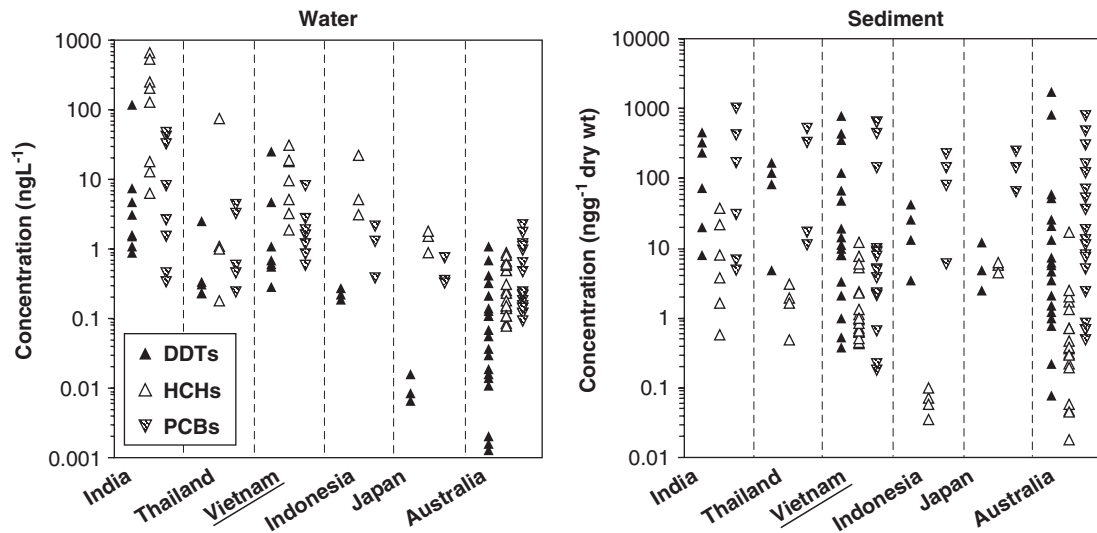 Water
Concentration (ngL⁻¹)
1000
100
10
1
0.1
0.01
0.001
DDTs
HCHs
PCBs
India
Thailand
Vietnam
Indonesia
Japan
Australia
Sediment
Concentration (ngg⁻¹ dry wt)
10000
1000
100
10
1
0.1
0.01
India
Thailand
Vietnam
Indonesia
Japan
Australia